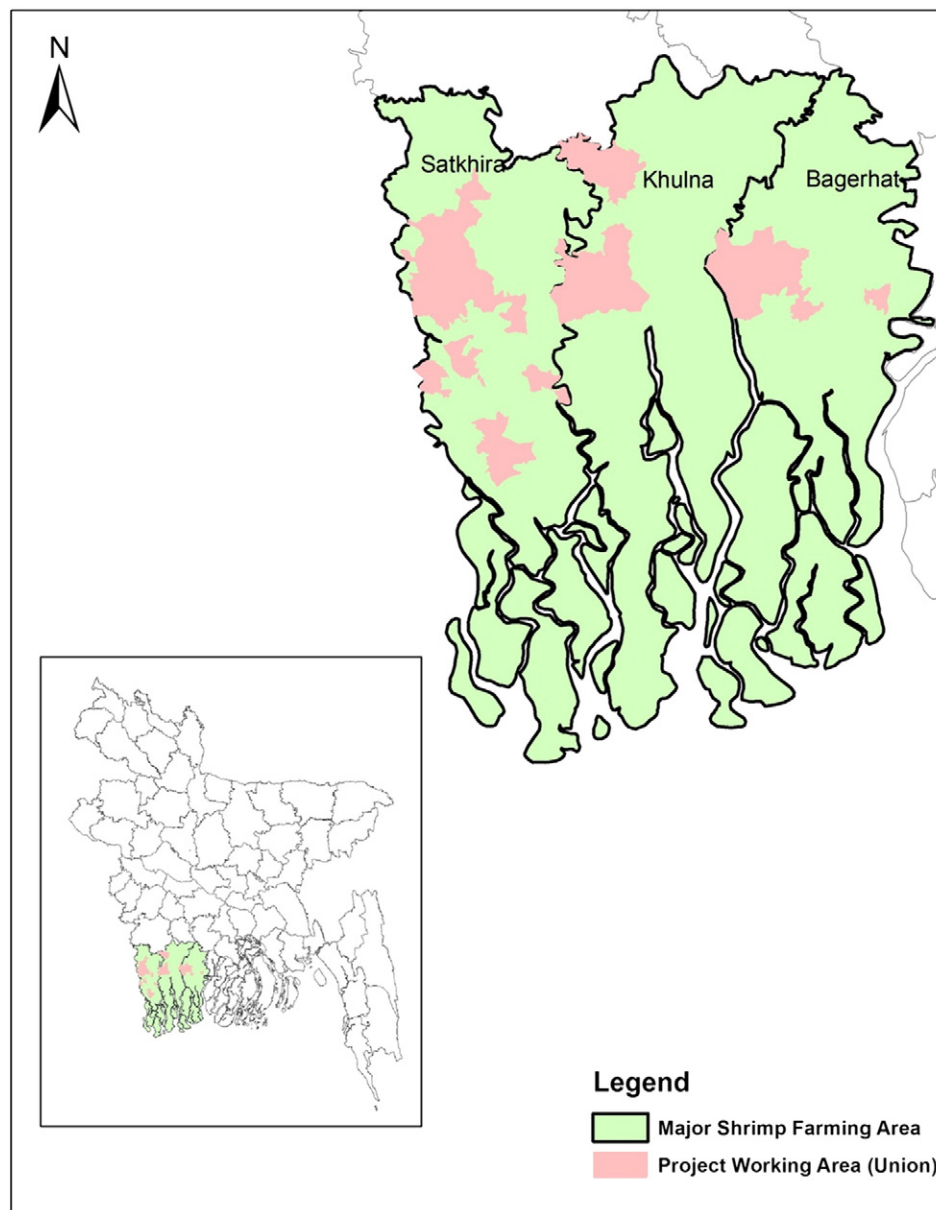 N
Satkhira
Khulna
Bagerhat
Legend
Major Shrimp Farming Area
Project Working Area (Union)